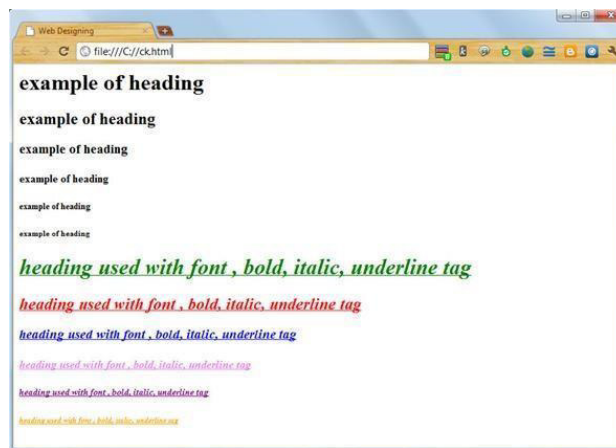 Web Designing
file:///C://ck.html
example of heading
example of heading
example of heading
example of heading
example of heading
example of heading
heading used with font , bold, italic, underline tag
heading used with font , bold, italic, underline tag
heading used with font , bold, italic, underline tag
heading used with font , bold, italic, underline tag
heading used with font , bold, italic, underline tag
heading used with font , bold, italic, underline tag